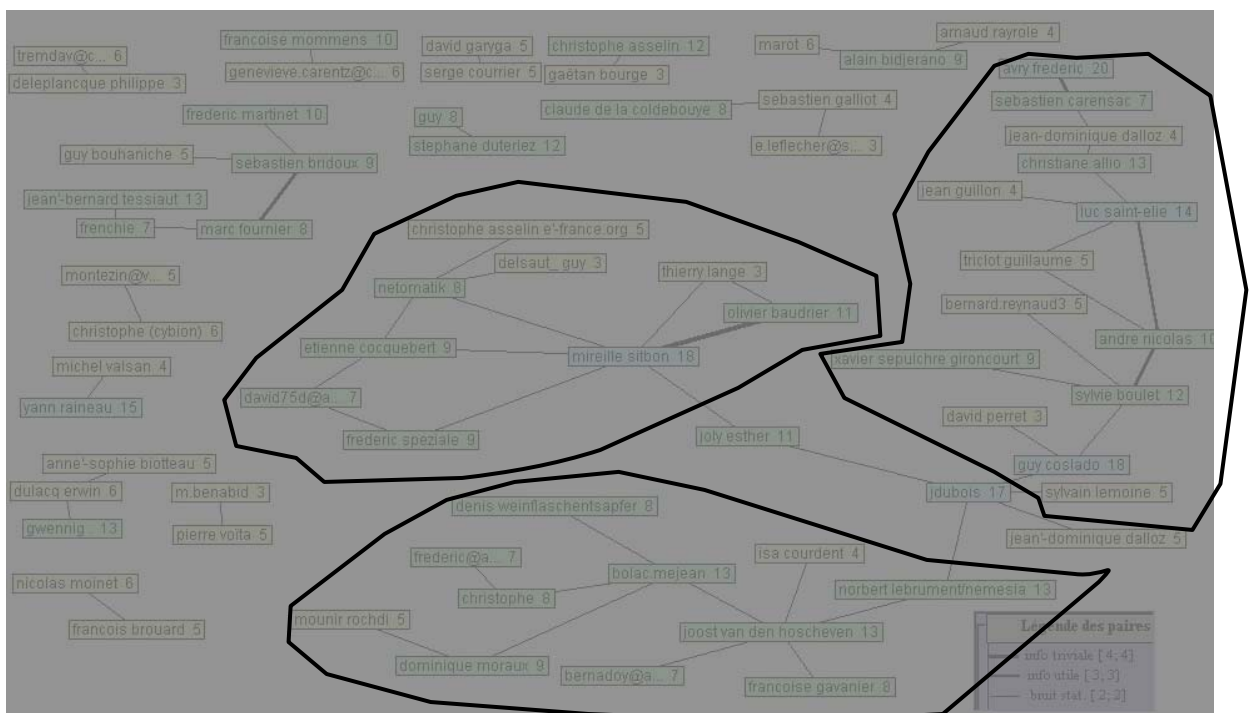 arnaud rayrole 4
francoise mommens 10
david garyga 5
christophe asselin 12
marot 6
tremdav@c... 6
alain bidjerano 9
avry frederic 20
genevieve.carentz@c... 6
serge courrier 5
gaëtan bourge 3
deleplancque philippe 3
sebastien galliot 4
sebastien carensac 7
frederic martinet 10
guy 8
claude de la coldebouye 8
jean-dominique dalloz 4
stephane duteriez 12
e.leflecher@s... 3
guy bouhaniche 5
sebastien bridoux 9
christiane allio 13
jean guillon 4
jean'-bernard tessiaut 13
luc saint-elie 14
frenchie 7
marc fournier 8
christophe asselin e'-france.org 5
delsaut_ guy 3
thierry lange 3
triclot guillaume 5
montezin@v... 5
netomatik 8
bernard.reynaud3 5
olivier baudrier 11
christophe (cybion) 6
andre nicolas 10
etienne cocquebert 9
mireille sitbon 18
xavier sepulchre gironcourt 9
michel vaisan 4
david75d@a... 7
sylvie boulet 12
yann raineau 15
david perret 3
frederic speziale 9
joly esther 11
anne'-sophie biotteau 5
guy coslado 18
dulacq erwin 6
m.benabid 3
jdubois 17
sylvain lemoine 5
denis weinflaschentsapfer 8
gwennig.. 13
pierre voïta 5
jean'-dominique dalloz 5
frederic@a... 7
isa courdent 4
bolac mejean 13
nicolas moinet 6
christophe 8
norbert lebrument/nemesia 13
mounir rochdi 5
francois brouard 5
joost van den hoscheven 13
Légende des paires
info triviale [ 4; 4]
dominique moraux 9
bernadoy@a... 7
info utile [ 3; 3]
francoise gavanier 8
bruit stat. [ 2; 2]